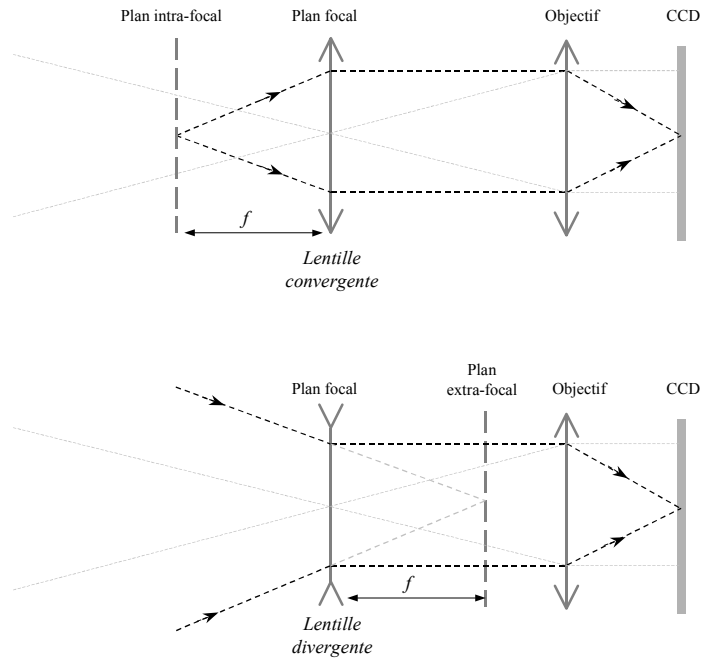 Plan intra-focal Plan focal Objectif CCD
f
Lentille
convergente
Plan
Plan focal extra-focal Objectif CCD
f
Lentille
divergente